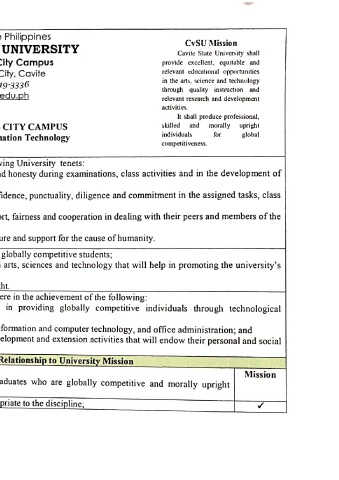 Philippines
UNIVERSITY
City Campus
City, Cavite
19-3336
edu.ph
CITY CAMPUS
ation Technology
CvSU Mission
Cavite State University shall
provide excellent, equitable and
relevant educational opportunities
in the arts, science and technology
through quality instruction and
relevant research and development
activities.
It shall produce professional,
skilled and morally upright
individuals for global
competitiveness.
ving University tenets:
d honesty during examinations, class activities and in the development of
idence, punctuality, diligence and commitment in the assigned tasks, class
ort, fairness and cooperation in dealing with their peers and members of the
ure and support for the cause of humanity.
globally competitive students;
arts, sciences and technology that will help in promoting the university's
ht.
ere in the achievement of the following:
in providing globally competitive individuals through technological
formation and computer technology, and office administration; and
elopment and extension activities that will endow their personal and social
Relationship to University Mission
Mission
aduates who are globally competitive and morally upright
priate to the discipline; ✓